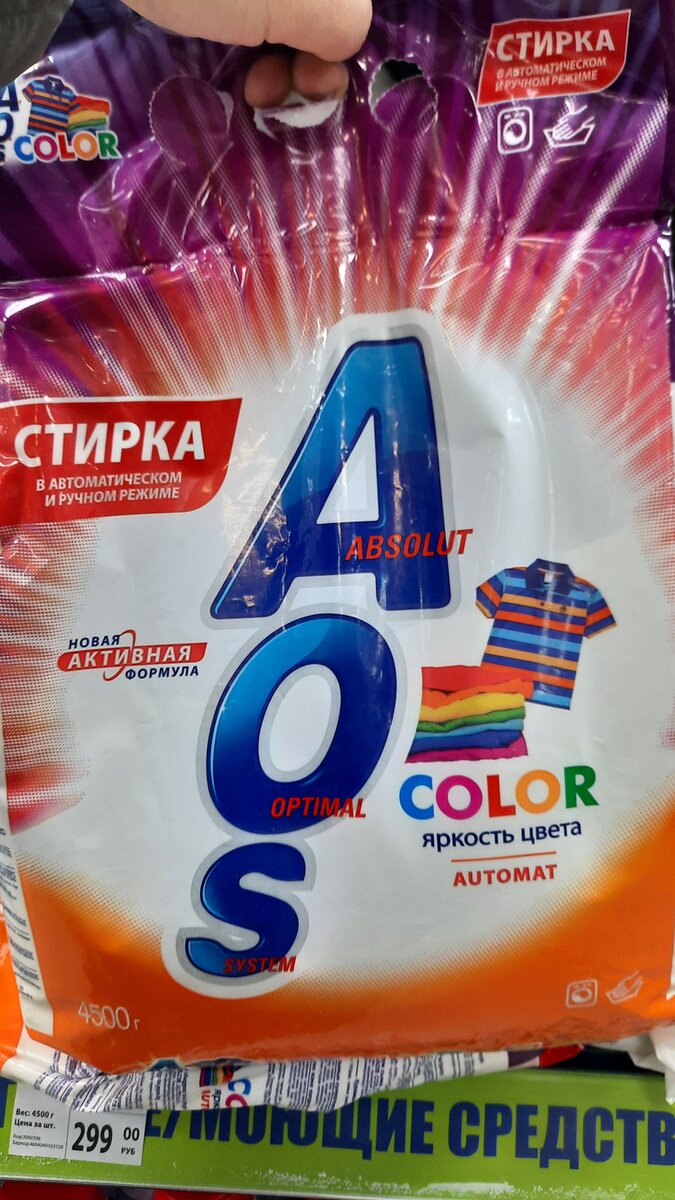 СТИРКА
В АВТОМАТИЧЕСКОМ
И РУЧНОМ РЕЖИМЕ
COLOR
СТИРКА
В АВТОМАТИЧЕСКОМ
И РУЧНОМ РЕЖИМЕ
A
ABSOLUT
НОВАЯ
АКТИВНАЯ
ФОРМУЛА
O
OPTIMAL
COLOR
яркость цвета
AUTOMAT
S
SYSTEM
4500 г
Вес: 4500 г
Цена за шт.
299 00
РУБ
МОЮЩИЕ СРЕДСТВ